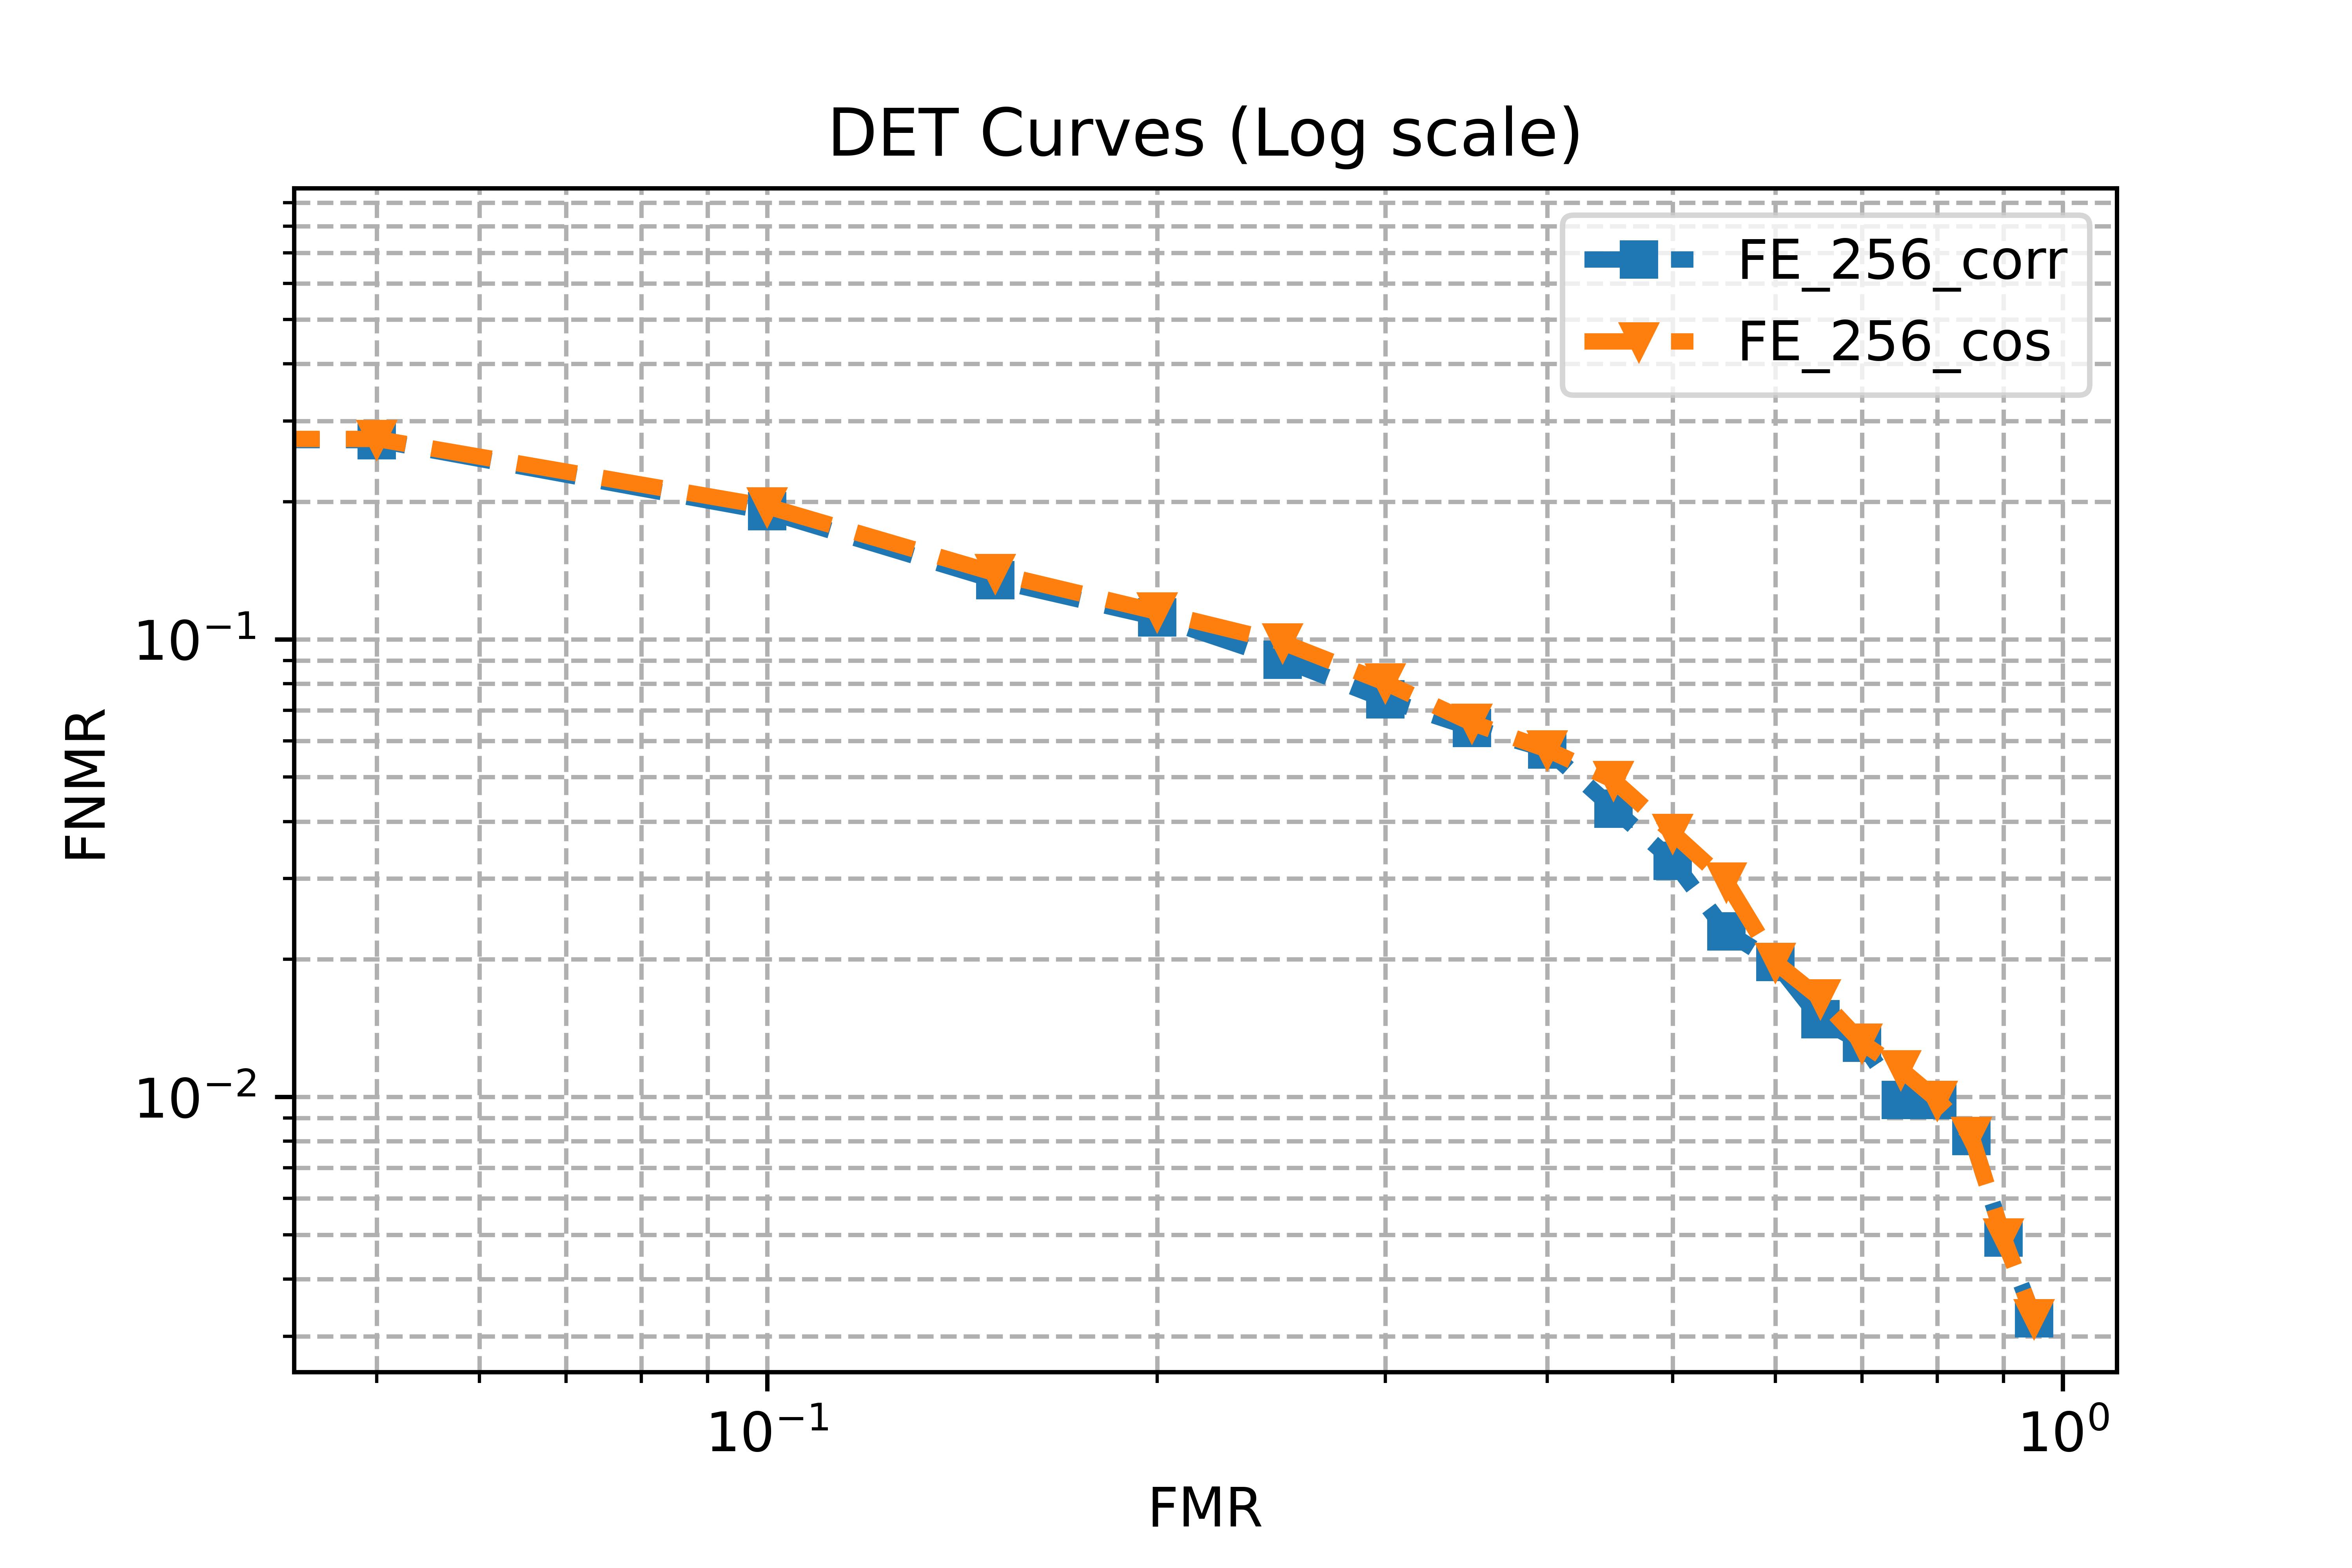 DET Curves (Log scale)
FE_256_corr
FE_256_cos
FNMR
10⁻¹
10⁻²
10⁻¹
10⁰
FMR